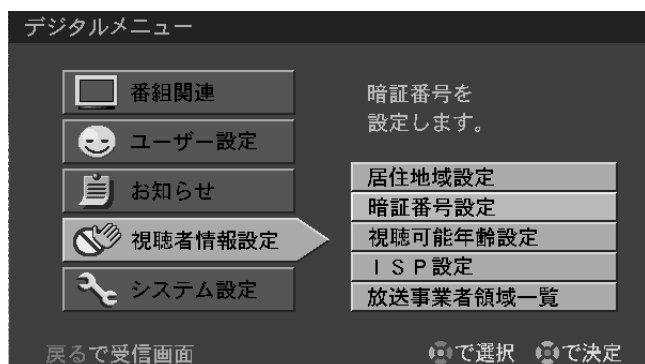 デジタルメニュー
番組関連
ユーザー設定
お知らせ
視聴者情報設定
システム設定
暗証番号を
設定します。
居住地域設定
暗証番号設定
視聴可能年齢設定
ＩＳＰ設定
放送事業者領域一覧
戻るで受信画面
で選択 で決定